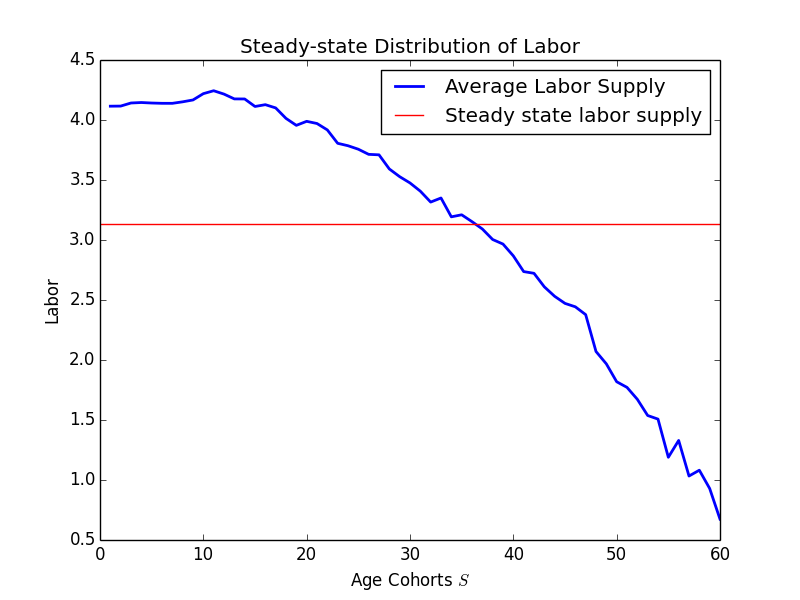 Steady-state Distribution of Labor
Average Labor Supply
Steady state labor supply
4.5
4.0
3.5
3.0
2.5
2.0
1.5
1.0
0.5
Labor
0 10 20 30 40 50 60
Age Cohorts S